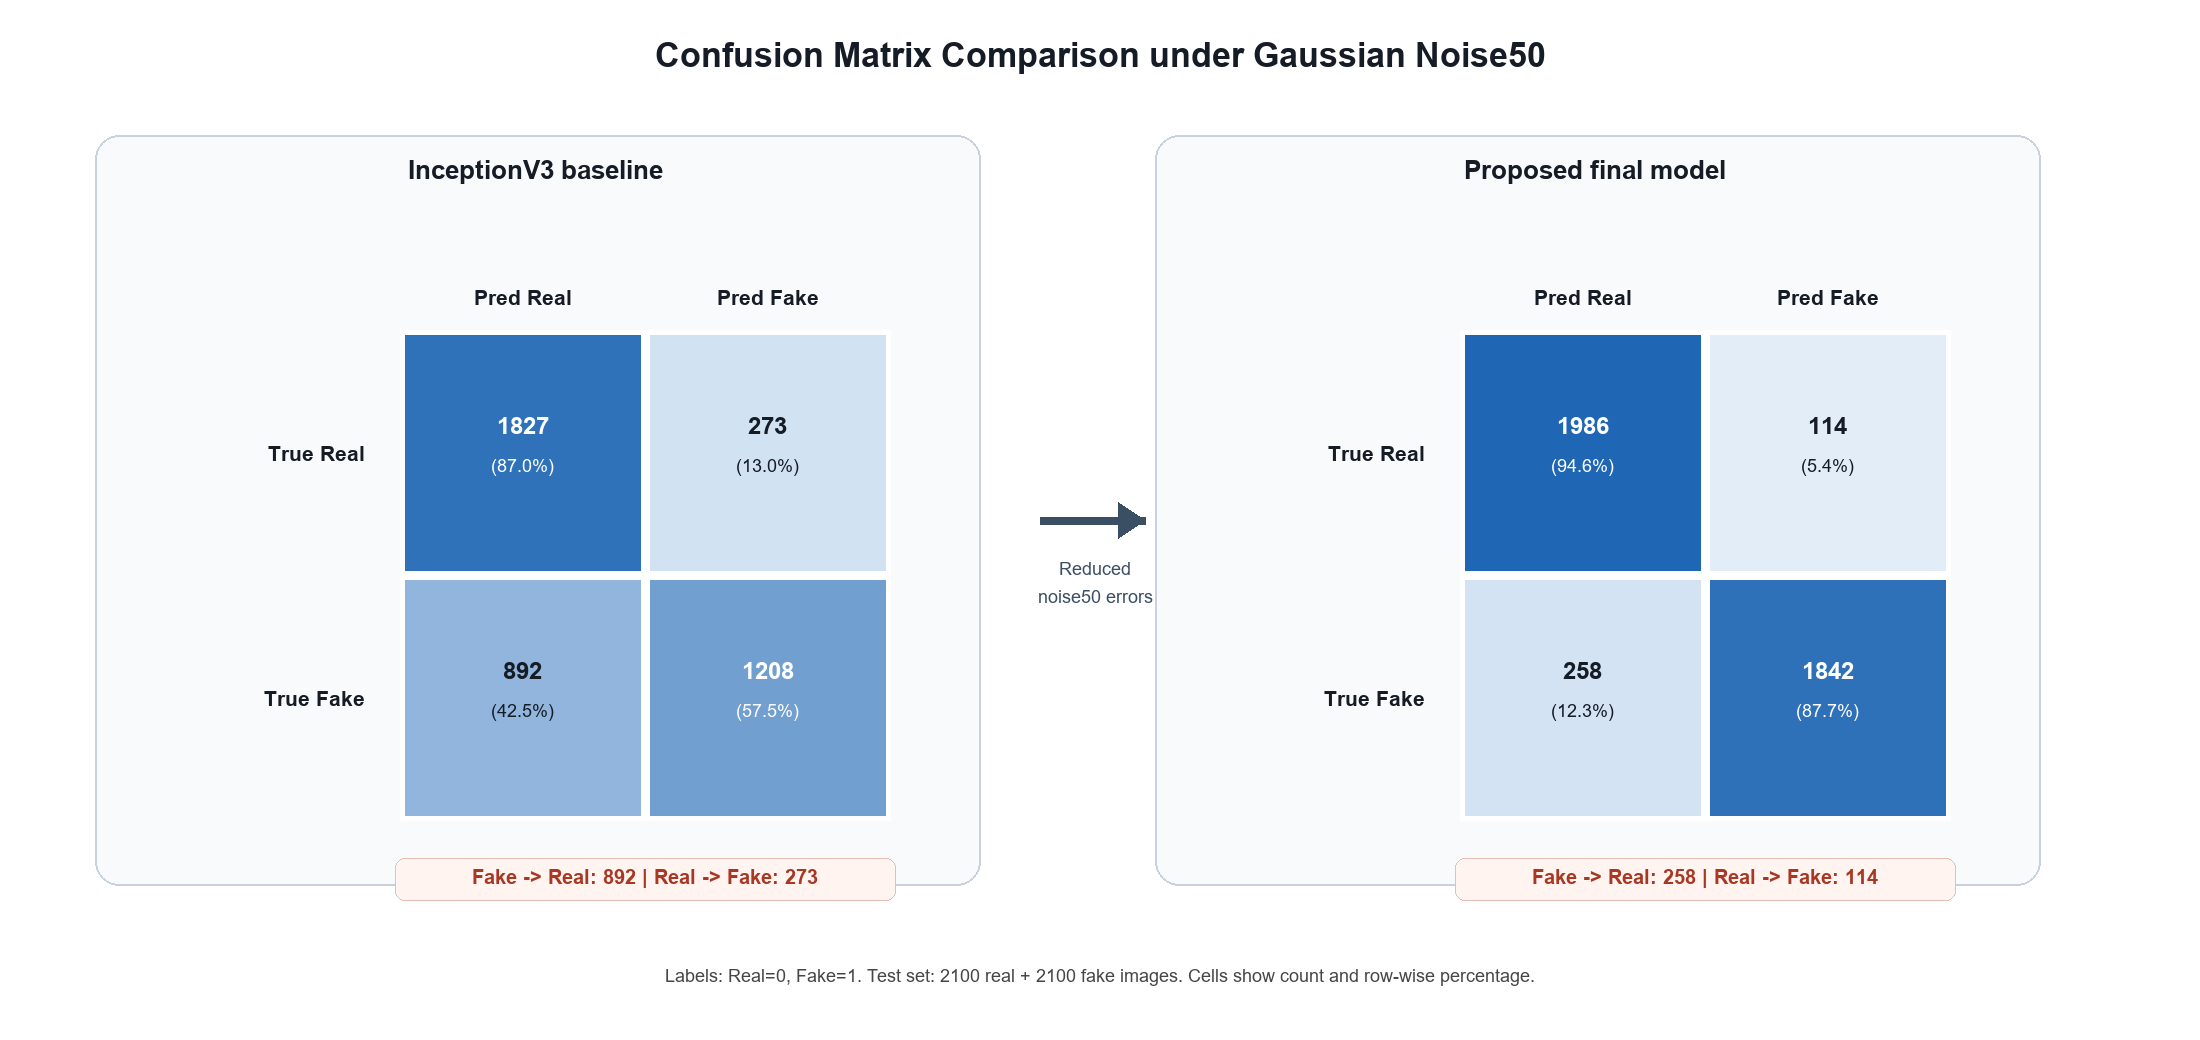 Confusion Matrix Comparison under Gaussian Noise50
InceptionV3 baseline
Pred Real Pred Fake
True Real
1827 273
(87.0%) (13.0%)
True Fake
892 1208
(42.5%) (57.5%)
Fake -> Real: 892 | Real -> Fake: 273
Reduced
noise50 errors
Proposed final model
Pred Real Pred Fake
True Real
1986 114
(94.6%) (5.4%)
True Fake
258 1842
(12.3%) (87.7%)
Fake -> Real: 258 | Real -> Fake: 114
Labels: Real=0, Fake=1. Test set: 2100 real + 2100 fake images. Cells show count and row-wise percentage.